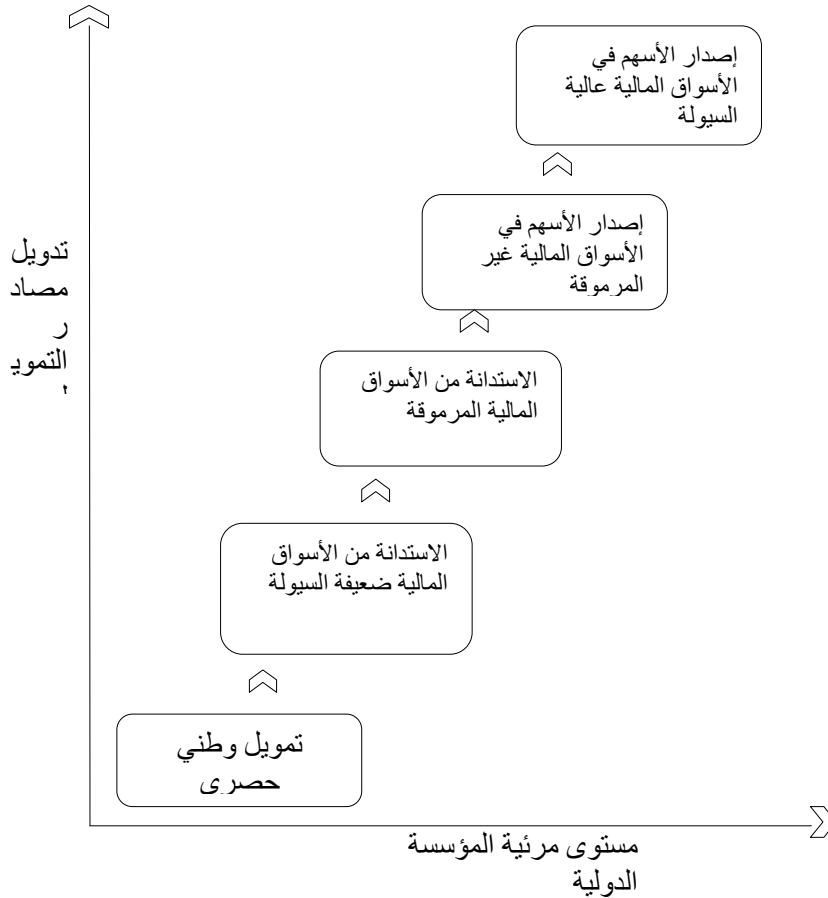 إصدار الأسهم في
الأسواق المالية عالية
السيولة
إصدار الأسهم في
الأسواق المالية غير
المرموقة
تدويل
مصاد
ر
التموي
الاستدانة من الأسواق
المالية المرموقة
الاستدانة من الأسواق
المالية ضعيفة السيولة
تمويل وطني
حصري
مستوى مرئية المؤسسة
الدولية